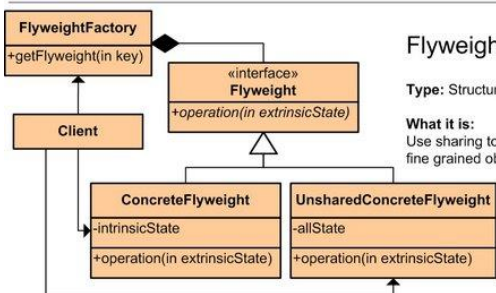 FlyweightFactory
+getFlyweight(in key)
Client
«interface»
Flyweight
+operation(in extrinsicState)
ConcreteFlyweight
-intrinsicState
+operation(in extrinsicState)
UnsharedConcreteFlyweight
-allState
+operation(in extrinsicState)
Flyweigh
Type: Structur
What it is:
Use sharing to
fine grained ob